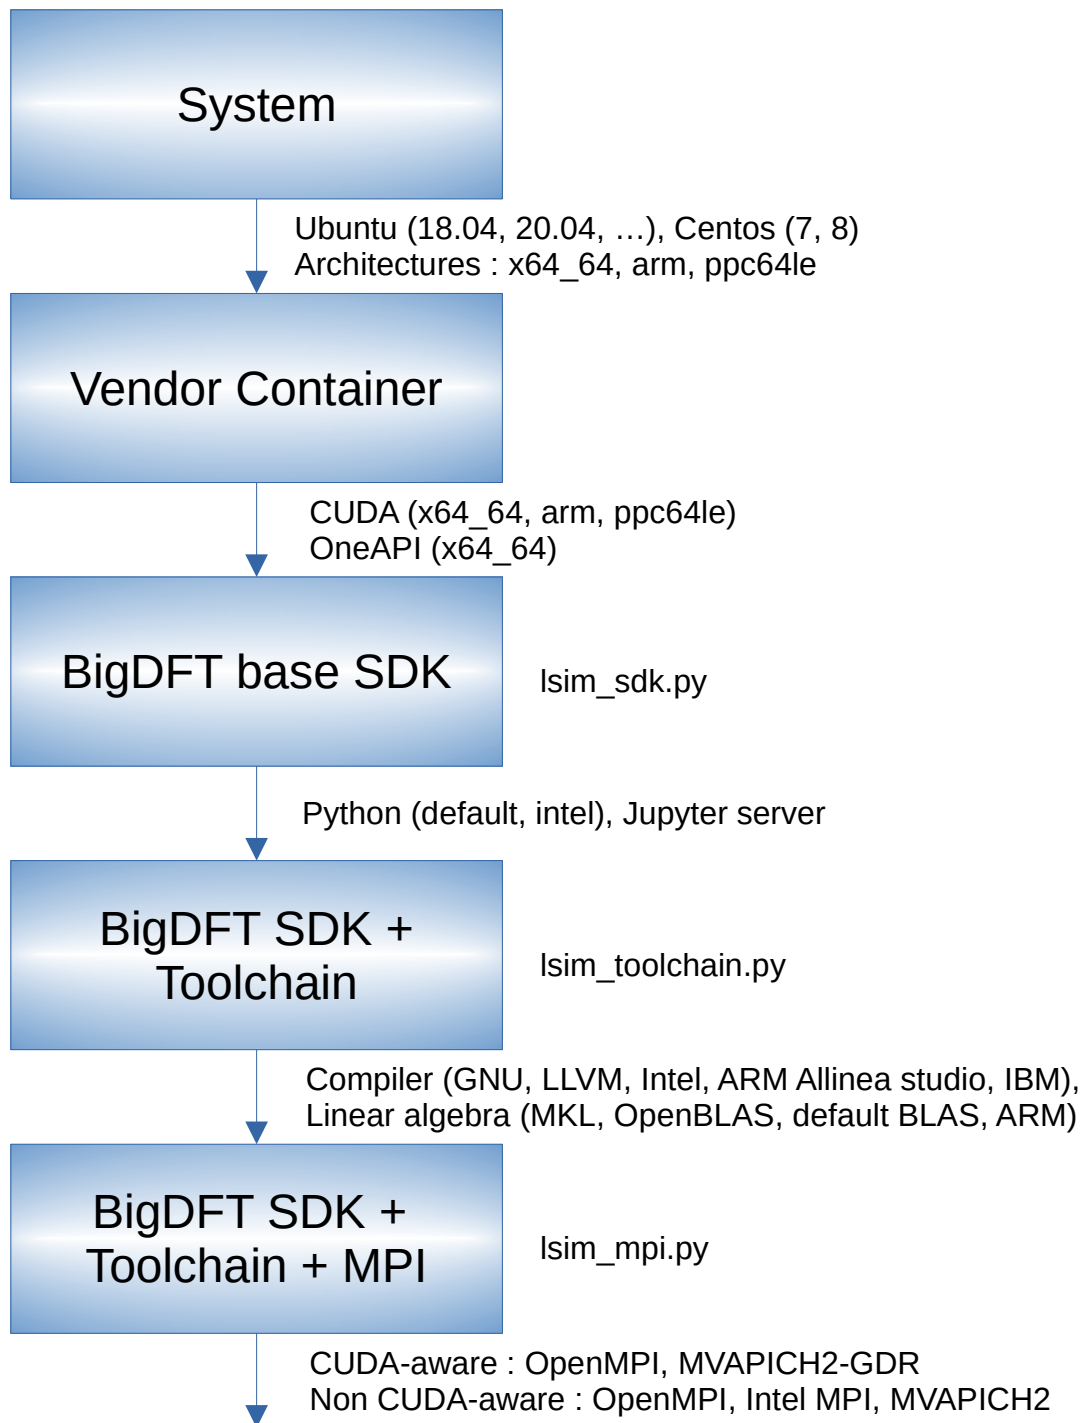 System
Ubuntu (18.04, 20.04, …), Centos (7, 8)
Architectures : x64_64, arm, ppc64le
Vendor Container
CUDA (x64_64, arm, ppc64le)
OneAPI (x64_64)
BigDFT base SDK
lsim_sdk.py
Python (default, intel), Jupyter server
BigDFT SDK +
Toolchain
lsim_toolchain.py
Compiler (GNU, LLVM, Intel, ARM Allinea studio, IBM),
Linear algebra (MKL, OpenBLAS, default BLAS, ARM)
BigDFT SDK +
Toolchain + MPI
lsim_mpi.py
CUDA-aware : OpenMPI, MVAPICH2-GDR
Non CUDA-aware : OpenMPI, Intel MPI, MVAPICH2